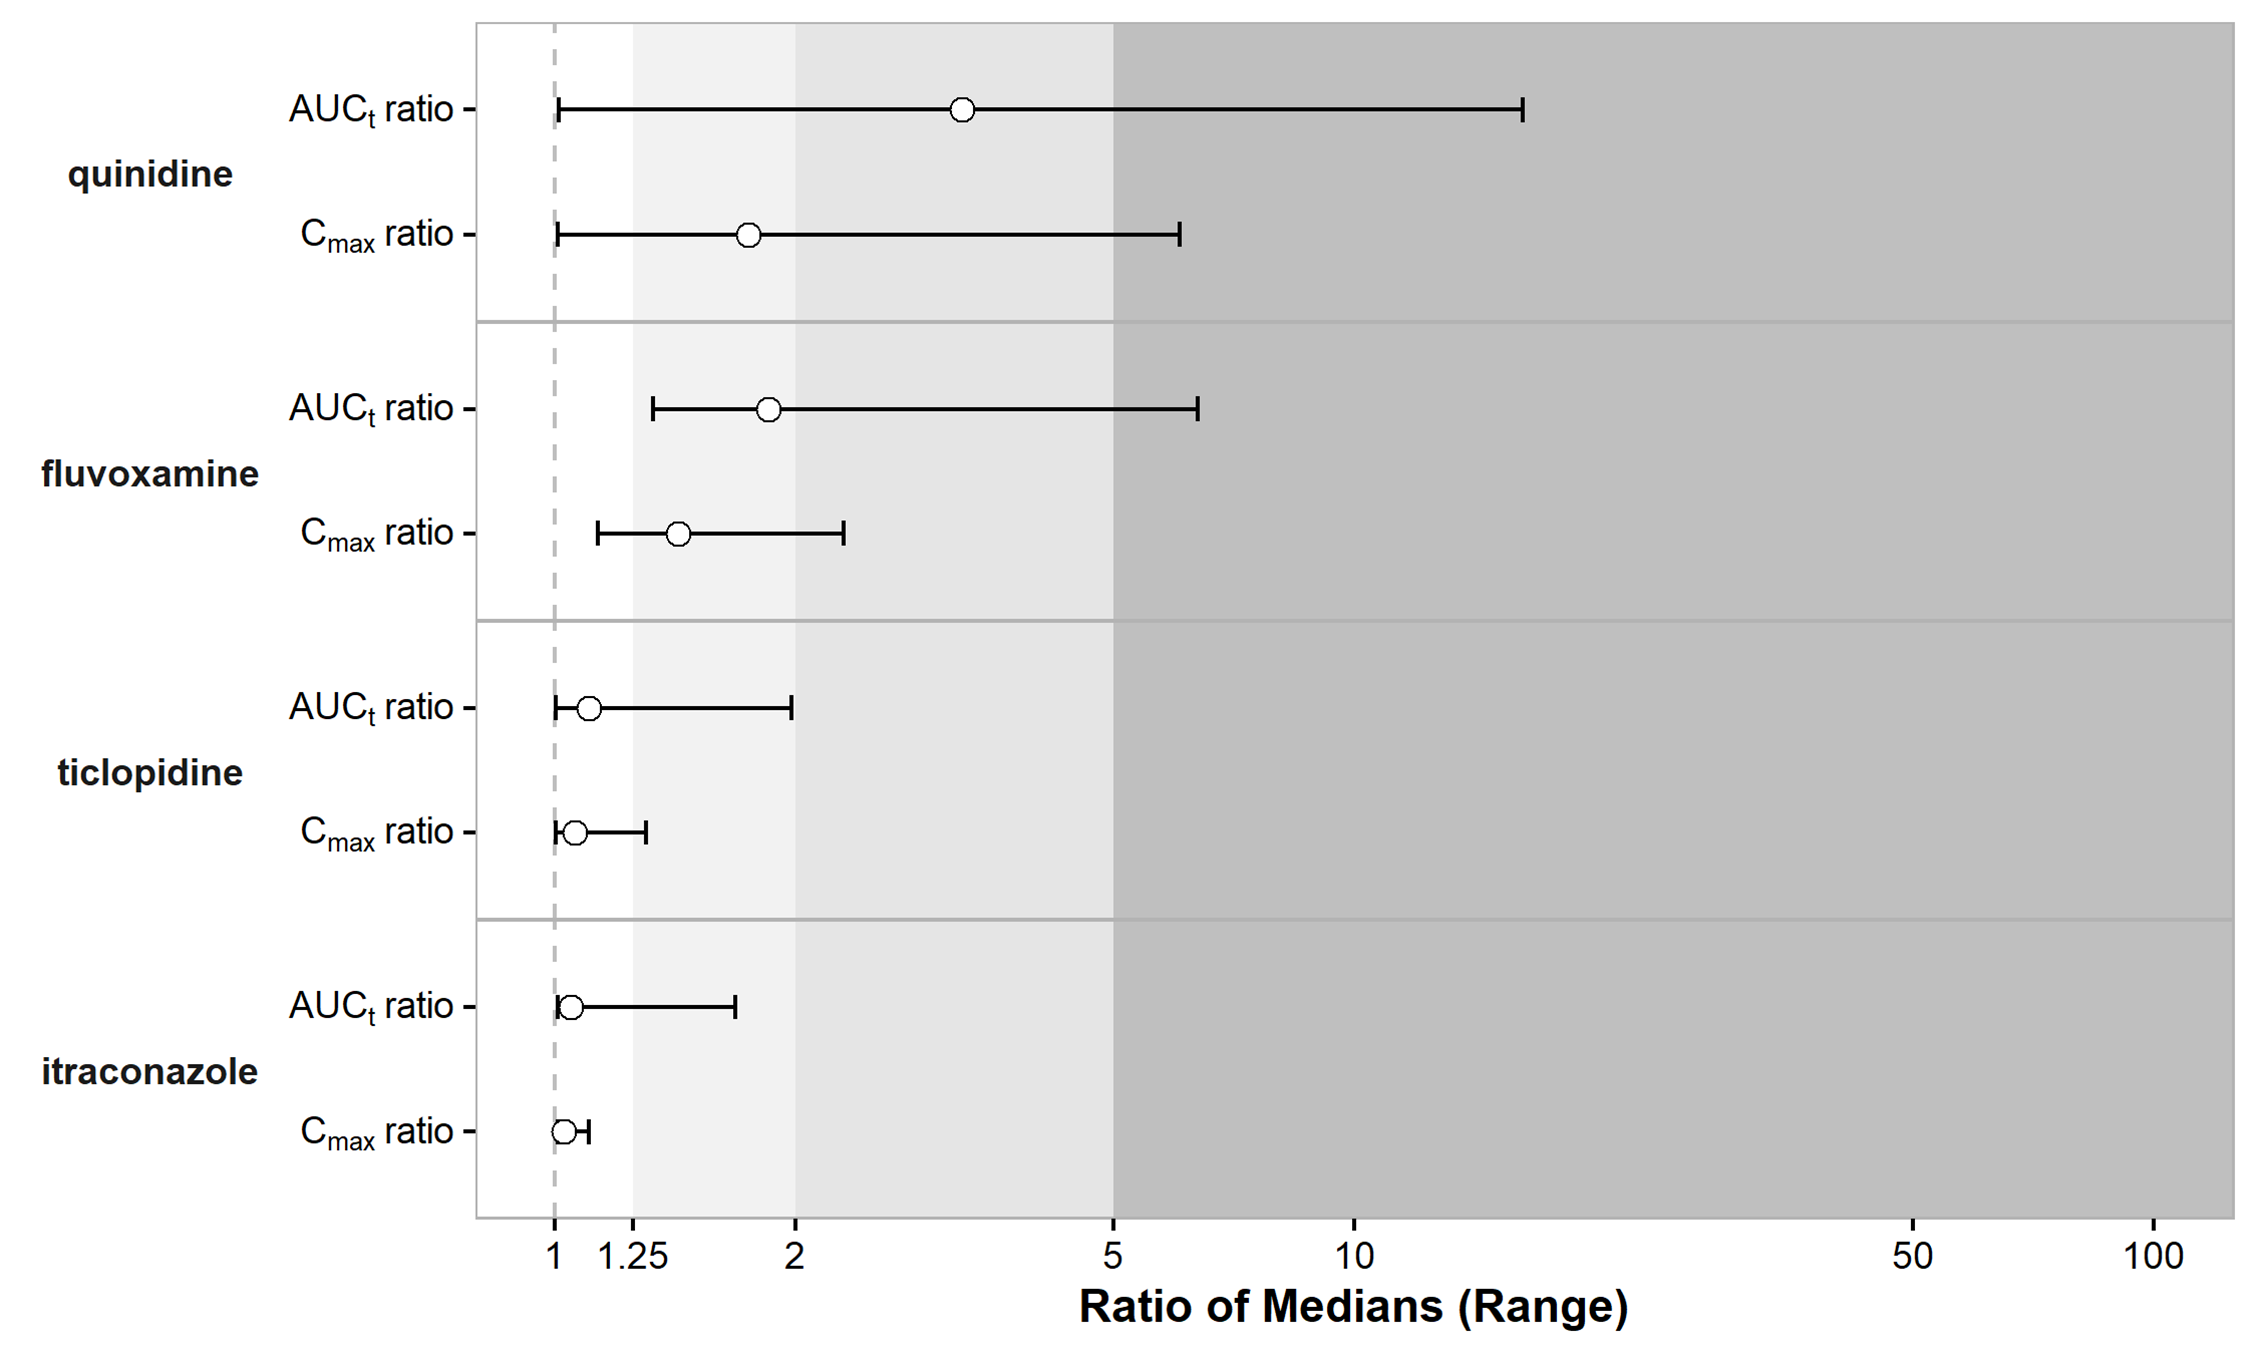 AUCt ratio
quinidine
Cmax ratio
AUCt ratio
fluvoxamine
Cmax ratio
AUCt ratio
ticlopidine
Cmax ratio
AUCt ratio
itraconazole
Cmax ratio
1 1.25 2 5 10 50 100
Ratio of Medians (Range)